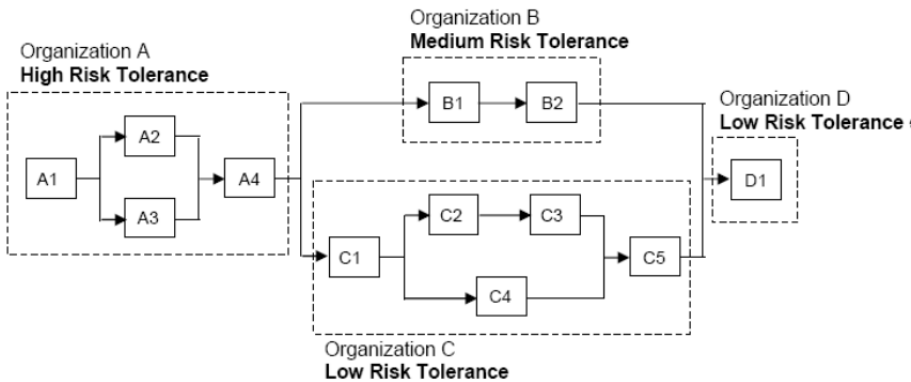 Organization B
Medium Risk Tolerance
Organization A
High Risk Tolerance
Organization D
Low Risk Tolerance
B1
B2
A2
A1
A4
D1
A3
C2
C3
C1
C5
C4
Organization C
Low Risk Tolerance